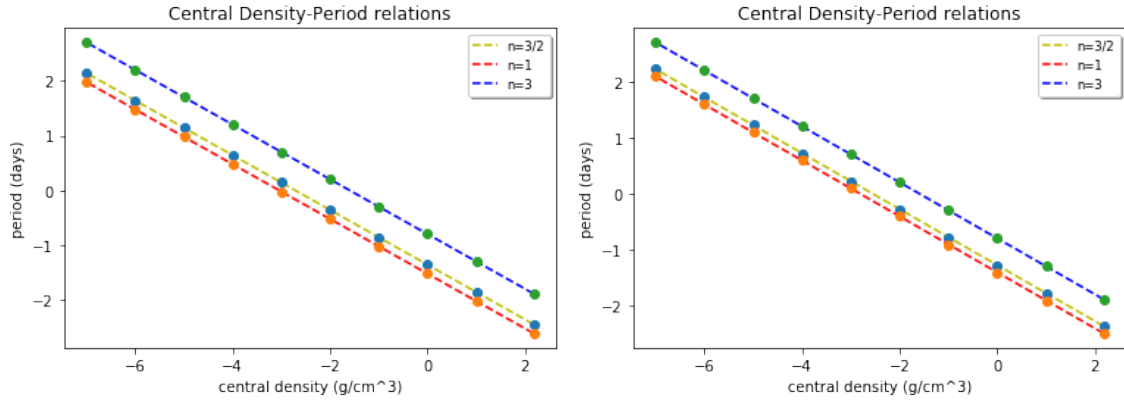 Central Density-Period relations
n=3/2
n=1
n=3
2
1
0
−1
−2
period (days)
−6
−4
−2
0
2
central density (g/cm^3)
Central Density-Period relations
n=3/2
n=1
n=3
2
1
0
−1
−2
period (days)
−6
−4
−2
0
2
central density (g/cm^3)